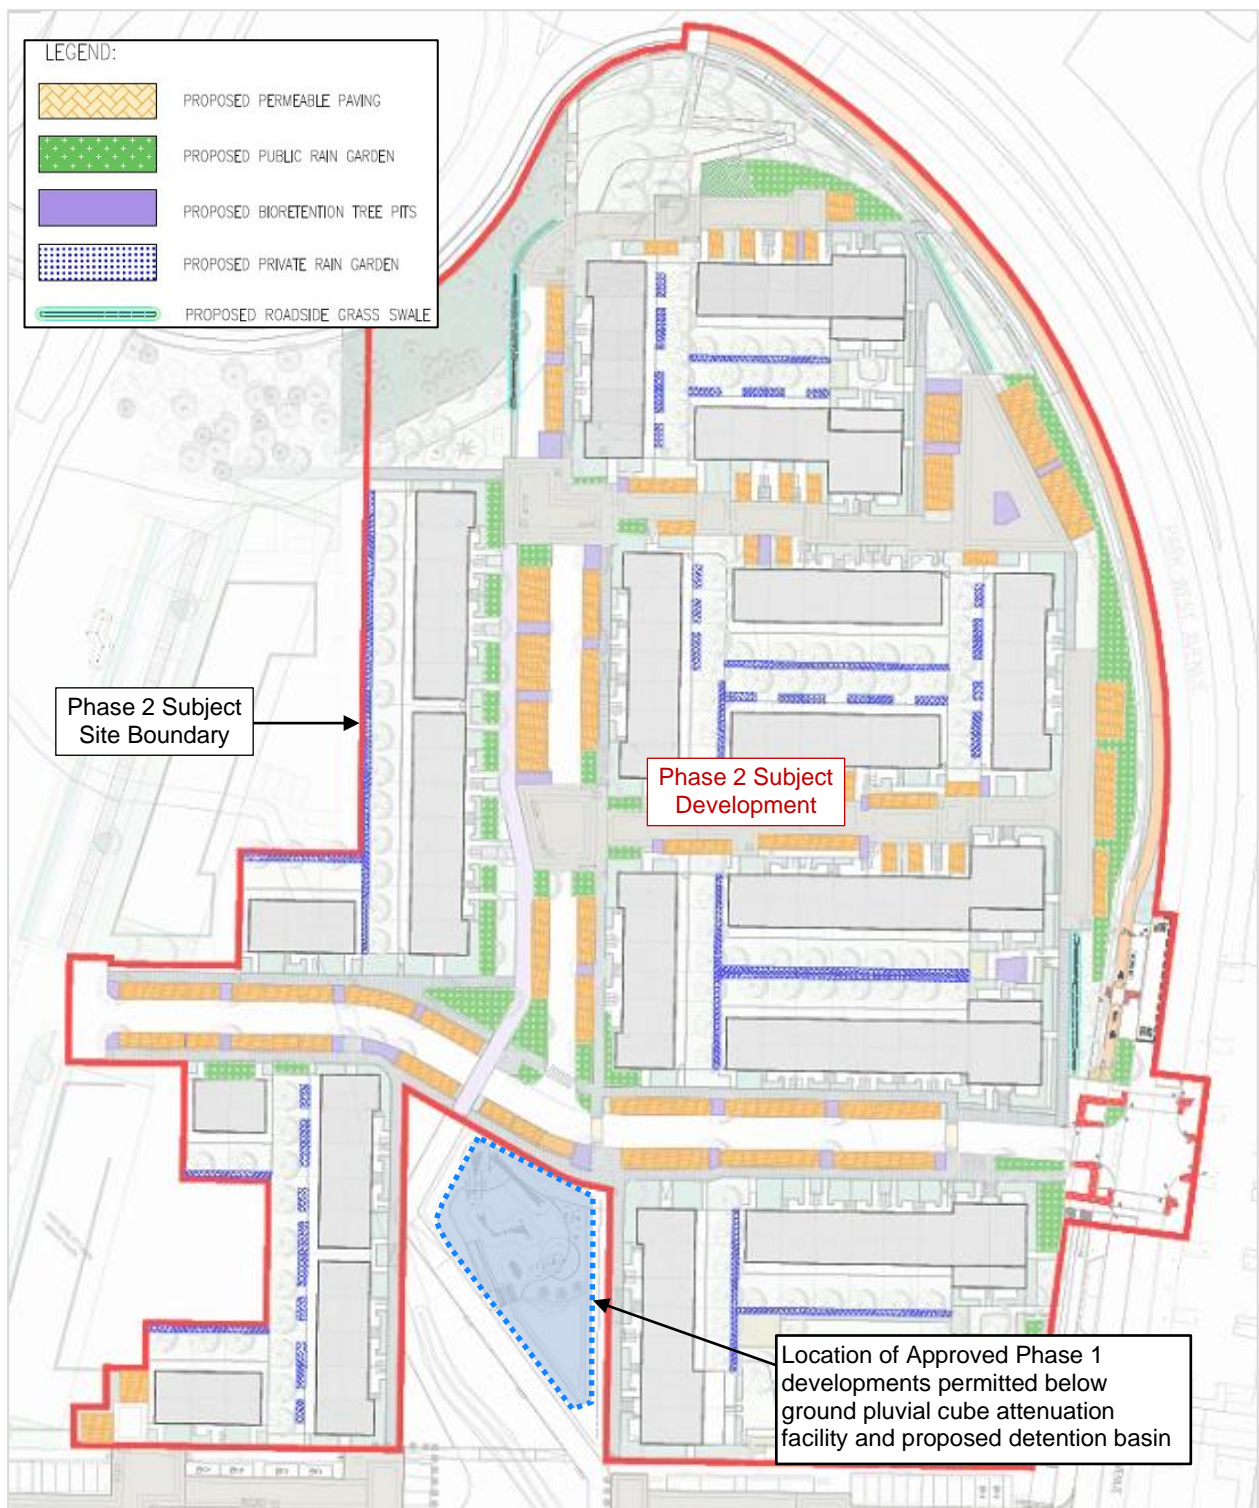 LEGEND:
PROPOSED PERMEABLE PAVING
PROPOSED PUBLIC RAIN GARDEN
PROPOSED BIORETENTION TREE PITS
PROPOSED PRIVATE RAIN GARDEN
PROPOSED ROADSIDE GRASS SWALE
Phase 2 Subject
Site Boundary
Phase 2 Subject
Development
Location of Approved Phase 1
developments permitted below
ground pluvial cube attenuation
facility and proposed detention basin